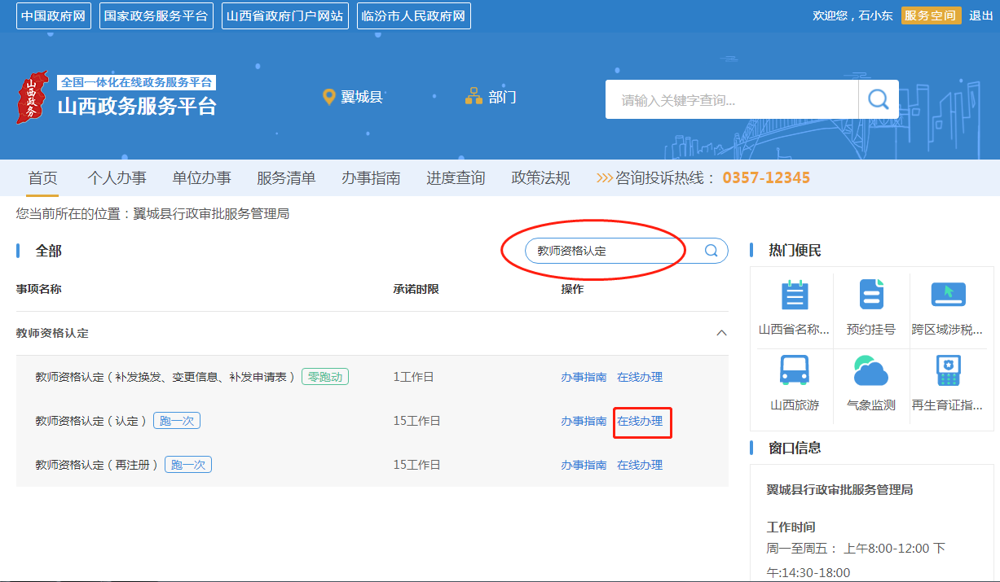 中国政府网 国家政务服务平台 山西省政府门户网站 临汾市人民政府网 欢迎您，石小东 服务空间 退出
山西政务
全国一体化在线政务服务平台
山西政务服务平台
翼城县 部门 请输入关键字查询...
首页 个人办事 单位办事 服务清单 办事指南 进度查询 政策法规 >>>咨询投诉热线： 0357-12345
您当前所在的位置：翼城县行政审批服务管理局
全部 教师资格认定
事项名称 承诺时限 操作
教师资格认定
教师资格认定（补发换发、变更信息、补发申请表） 零跑动 1工作日 办事指南 在线办理
教师资格认定（认定） 跑一次 15工作日 办事指南 在线办理
教师资格认定（再注册） 跑一次 15工作日 办事指南 在线办理
热门便民
山西省名称... 预约挂号 跨区域涉税...
山西旅游 气象监测 再生育证指...
窗口信息
翼城县行政审批服务管理局
工作时间
周一至周五： 上午8:00-12:00 下
午:14:30-18:00